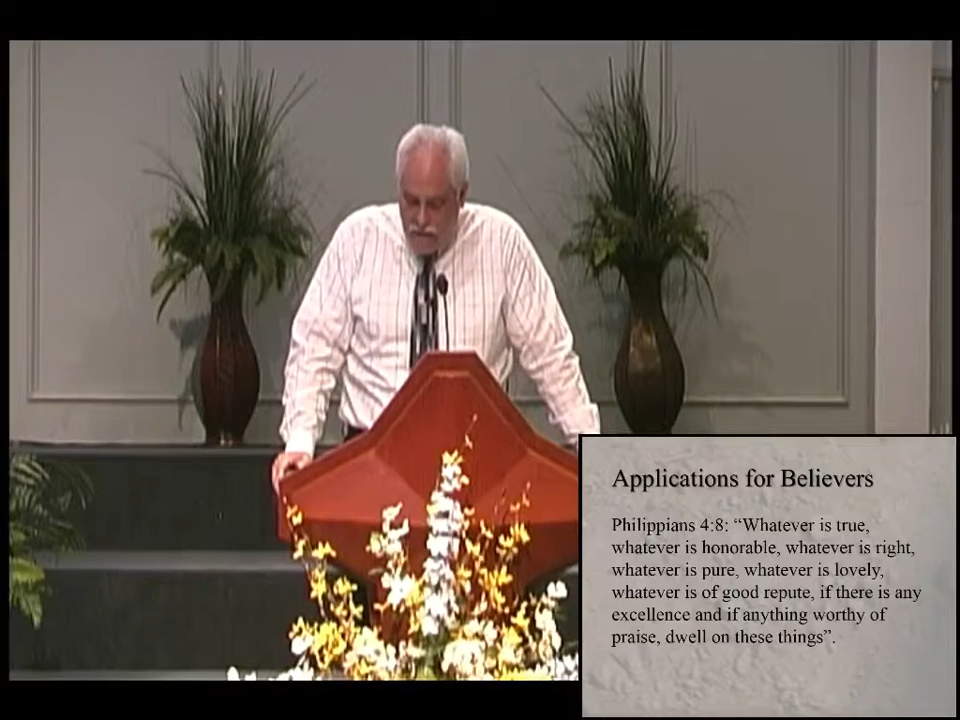 Applications for Believers
Philippians 4:8: “Whatever is true,
whatever is honorable, whatever is right,
whatever is pure, whatever is lovely,
whatever is of good repute, if there is any
excellence and if anything worthy of
praise, dwell on these things”.